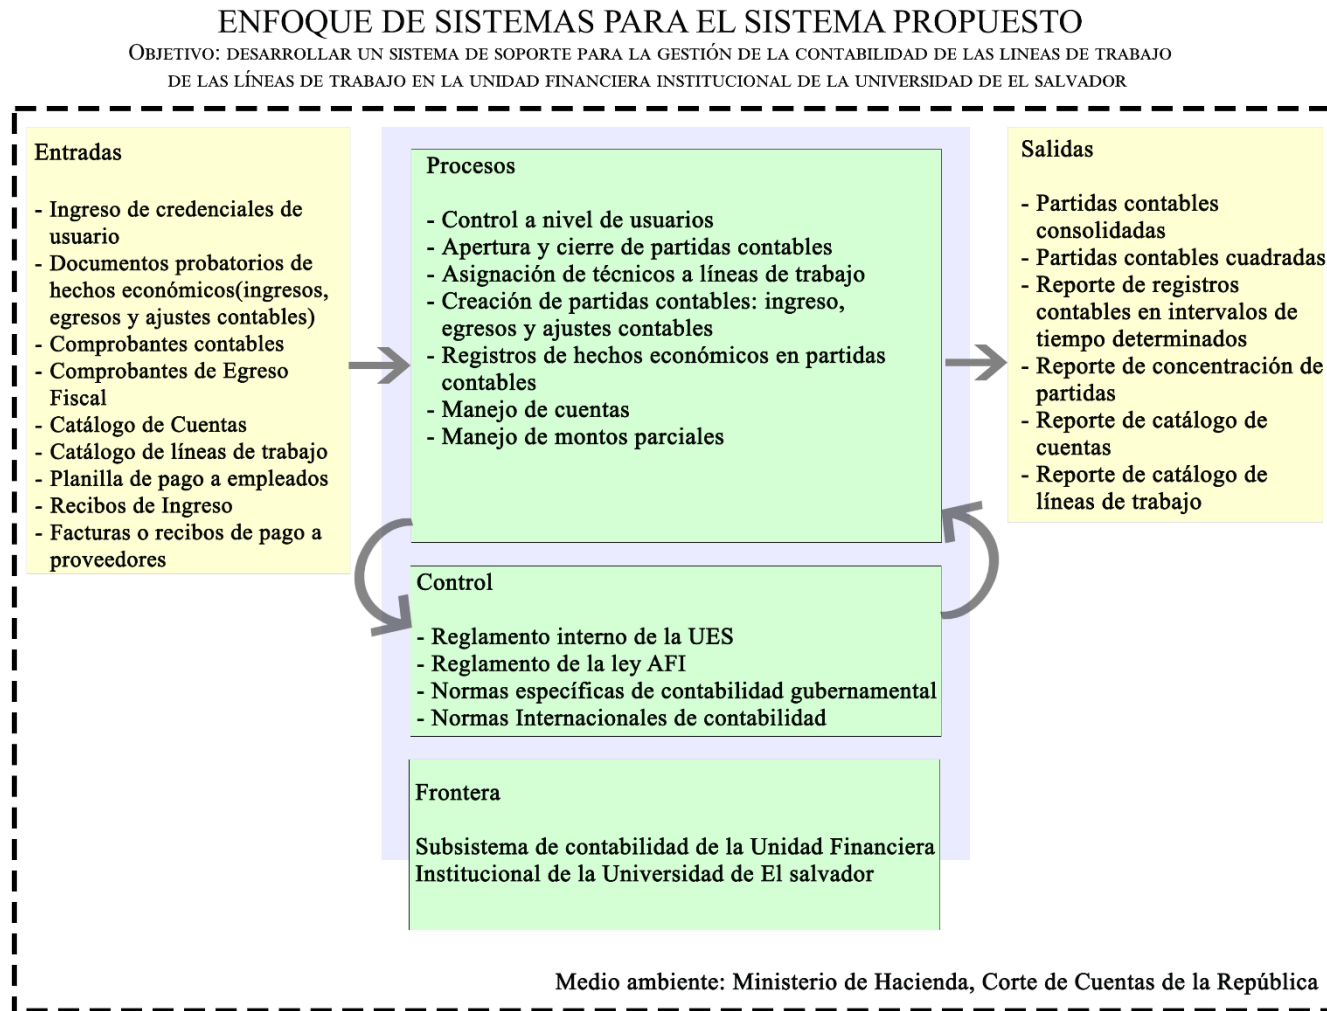 ENFOQUE DE SISTEMAS PARA EL SISTEMA PROPUESTO
OBJETIVO: DESARROLLAR UN SISTEMA DE SOPORTE PARA LA GESTIÓN DE LA CONTABILIDAD DE LAS LINEAS DE TRABAJO
DE LAS LÍNEAS DE TRABAJO EN LA UNIDAD FINANCIERA INSTITUCIONAL DE LA UNIVERSIDAD DE EL SALVADOR
Entradas
- Ingreso de credenciales de
usuario
- Documentos probatorios de
hechos económicos(ingresos,
egresos y ajustes contables)
- Comprobantes contables
- Comprobantes de Egreso
Fiscal
- Catálogo de Cuentas
- Catálogo de líneas de trabajo
- Planilla de pago a empleados
- Recibos de Ingreso
- Facturas o recibos de pago a
proveedores
Procesos
- Control a nivel de usuarios
- Apertura y cierre de partidas contables
- Asignación de técnicos a líneas de trabajo
- Creación de partidas contables: ingreso,
egresos y ajustes contables
- Registros de hechos económicos en partidas
contables
- Manejo de cuentas
- Manejo de montos parciales
Control
- Reglamento interno de la UES
- Reglamento de la ley AFI
- Normas específicas de contabilidad gubernamental
- Normas Internacionales de contabilidad
Frontera
Subsistema de contabilidad de la Unidad Financiera
Institucional de la Universidad de El salvador
Salidas
- Partidas contables
consolidadas
- Partidas contables cuadradas
- Reporte de registros
contables en intervalos de
tiempo determinados
- Reporte de concentración de
partidas
- Reporte de catálogo de
cuentas
- Reporte de catálogo de
líneas de trabajo
Medio ambiente: Ministerio de Hacienda, Corte de Cuentas de la República